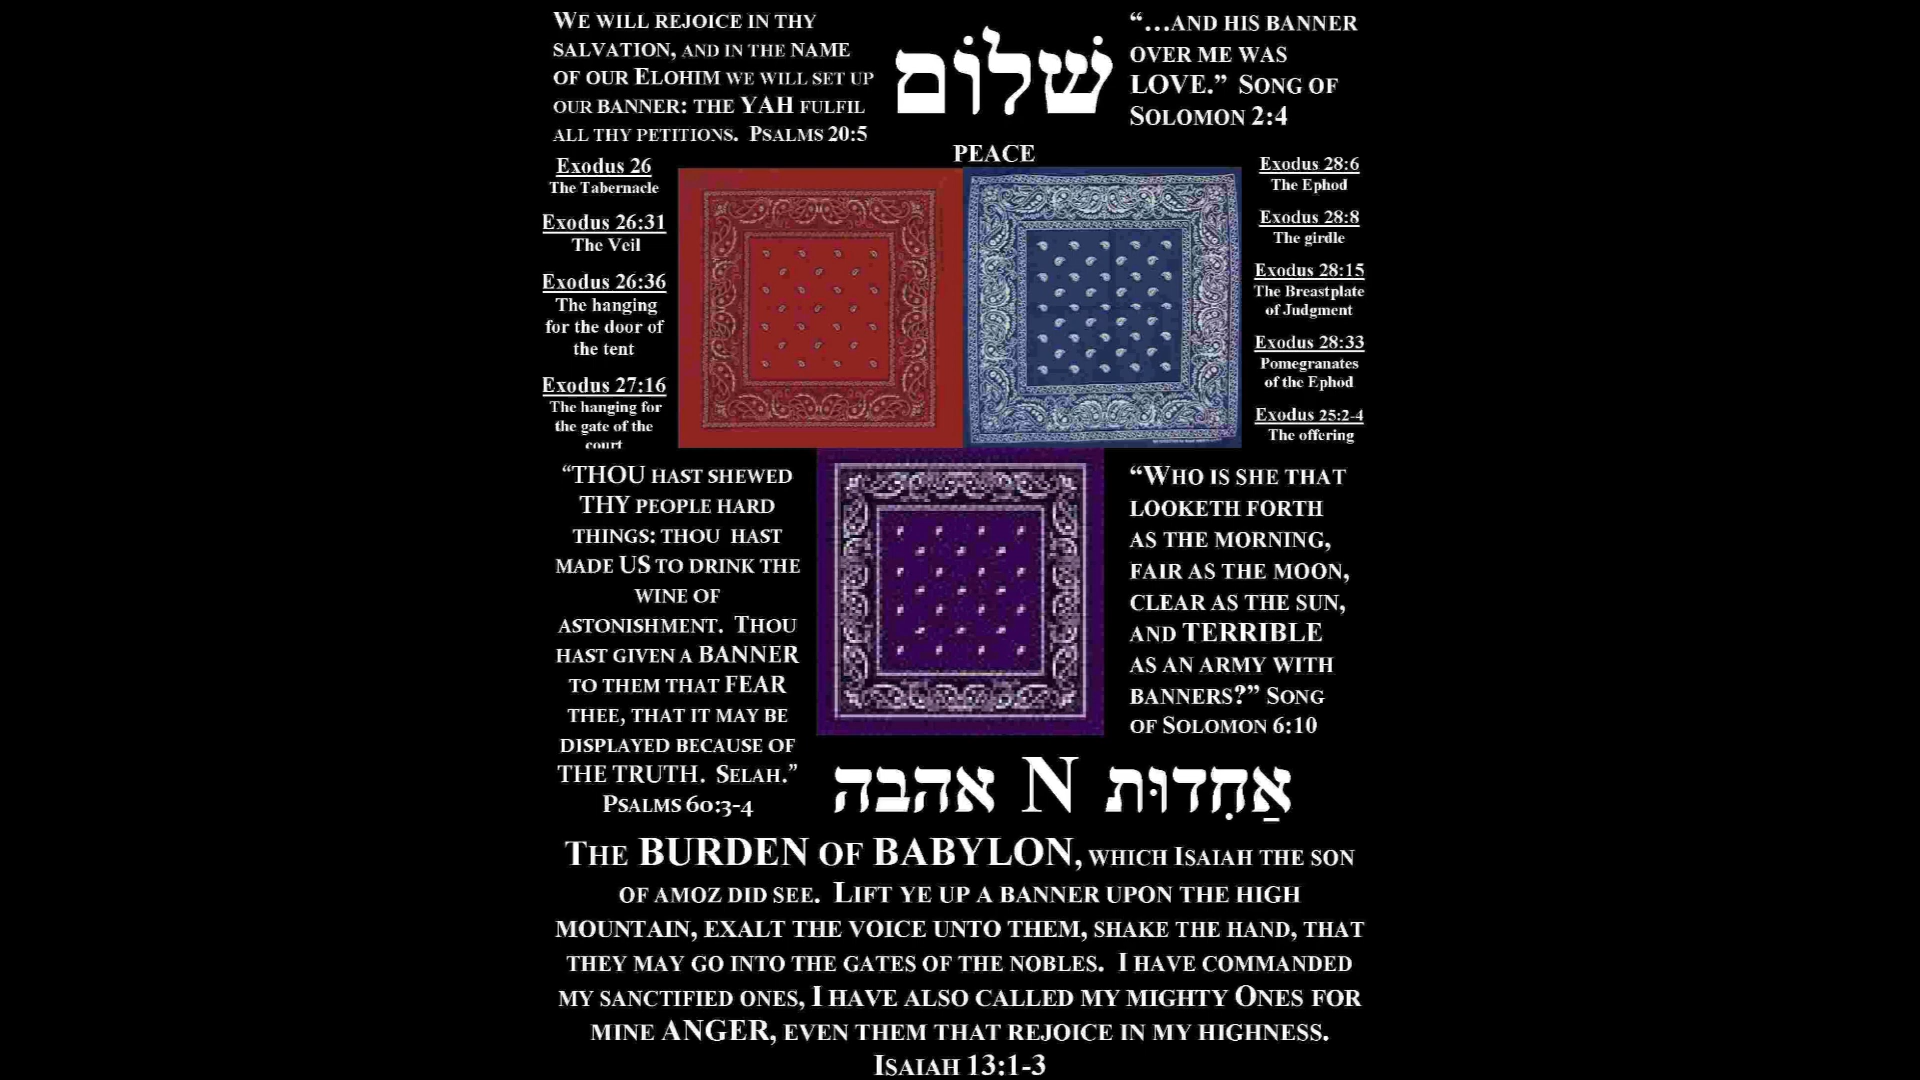 WE WILL REJOICE IN THY
SALVATION, AND IN THE NAME
OF OUR ELOHIM WE WILL SET UP
OUR BANNER: THE YAH FULFIL
ALL THY PETITIONS. PSALMS 20:5
שׁלוֹם
PEACE
“…AND HIS BANNER
OVER ME WAS
LOVE.” SONG OF
SOLOMON 2:4
Exodus 26
The Tabernacle
Exodus 26:31
The Veil
Exodus 26:36
The hanging
for the door of
the tent
Exodus 27:16
The hanging for
the gate of the
court
Exodus 28:6
The Ephod
Exodus 28:8
The girdle
Exodus 28:15
The Breastplate
of Judgment
Exodus 28:33
Pomegranates
of the Ephod
Exodus 25:2-4
The offering
“THOU HAST SHEWED
THY PEOPLE HARD
THINGS: THOU HAST
MADE US TO DRINK THE
WINE OF
ASTONISHMENT. THOU
HAST GIVEN A BANNER
TO THEM THAT FEAR
THEE, THAT IT MAY BE
DISPLAYED BECAUSE OF
THE TRUTH. SELAH.”
PSALMS 60:3-4
“WHO IS SHE THAT
LOOKETH FORTH
AS THE MORNING,
FAIR AS THE MOON,
CLEAR AS THE SUN,
AND TERRIBLE
AS AN ARMY WITH
BANNERS?” SONG
OF SOLOMON 6:10
אַחְִדוּת N אהבה
THE BURDEN OF BABYLON, WHICH ISAIAH THE SON
OF AMOZ DID SEE. LIFT YE UP A BANNER UPON THE HIGH
MOUNTAIN, EXALT THE VOICE UNTO THEM, SHAKE THE HAND, THAT
THEY MAY GO INTO THE GATES OF THE NOBLES. I HAVE COMMANDED
MY SANCTIFIED ONES, I HAVE ALSO CALLED MY MIGHTY ONES FOR
MINE ANGER, EVEN THEM THAT REJOICE IN MY HIGHNESS.
ISAIAH 13:1-3